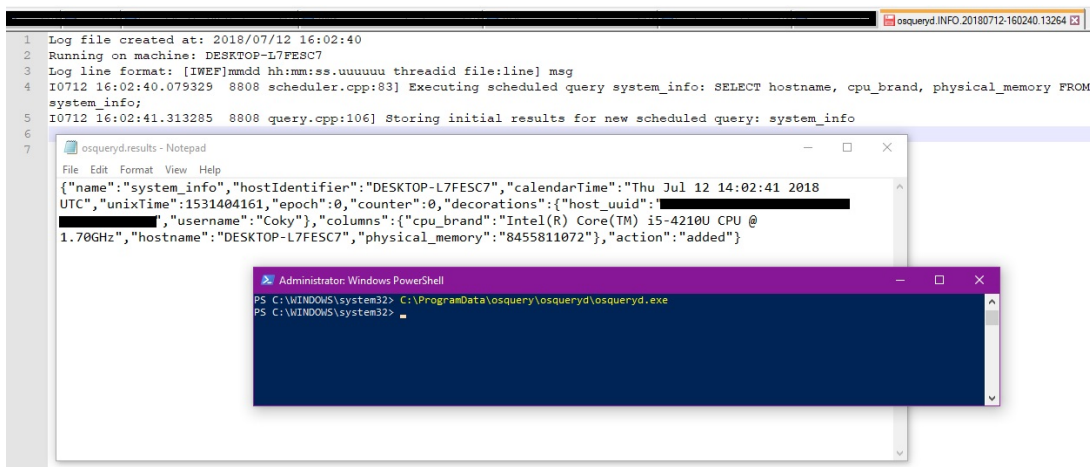 osqueryd.INFO.20180712-160240.13264
1 Log file created at: 2018/07/12 16:02:40
2 Running on machine: DESKTOP-L7FESC7
3 Log line format: [IWEF]mmdd hh:mm:ss.uuuuuu threadid file:line] msg
4 I0712 16:02:40.079329 8808 scheduler.cpp:83] Executing scheduled query system_info: SELECT hostname, cpu_brand, physical_memory FROM
system_info;
5 I0712 16:02:41.313285 8808 query.cpp:106] Storing initial results for new scheduled query: system_info
6
7
osqueryd.results - Notepad
File Edit Format View Help
{"name":"system_info","hostIdentifier":"DESKTOP-L7FESC7","calendarTime":"Thu Jul 12 14:02:41 2018
UTC","unixTime":1531404161,"epoch":0,"counter":0,"decorations":{"host_uuid":"
","username":"Coky"},"columns":{"cpu_brand":"Intel(R) Core(TM) i5-4210U CPU @
1.70GHz","hostname":"DESKTOP-L7FESC7","physical_memory":"8455811072"},"action":"added"}
Administrator: Windows PowerShell
PS C:\WINDOWS\system32> C:\ProgramData\osquery\osqueryd\osqueryd.exe
PS C:\WINDOWS\system32>